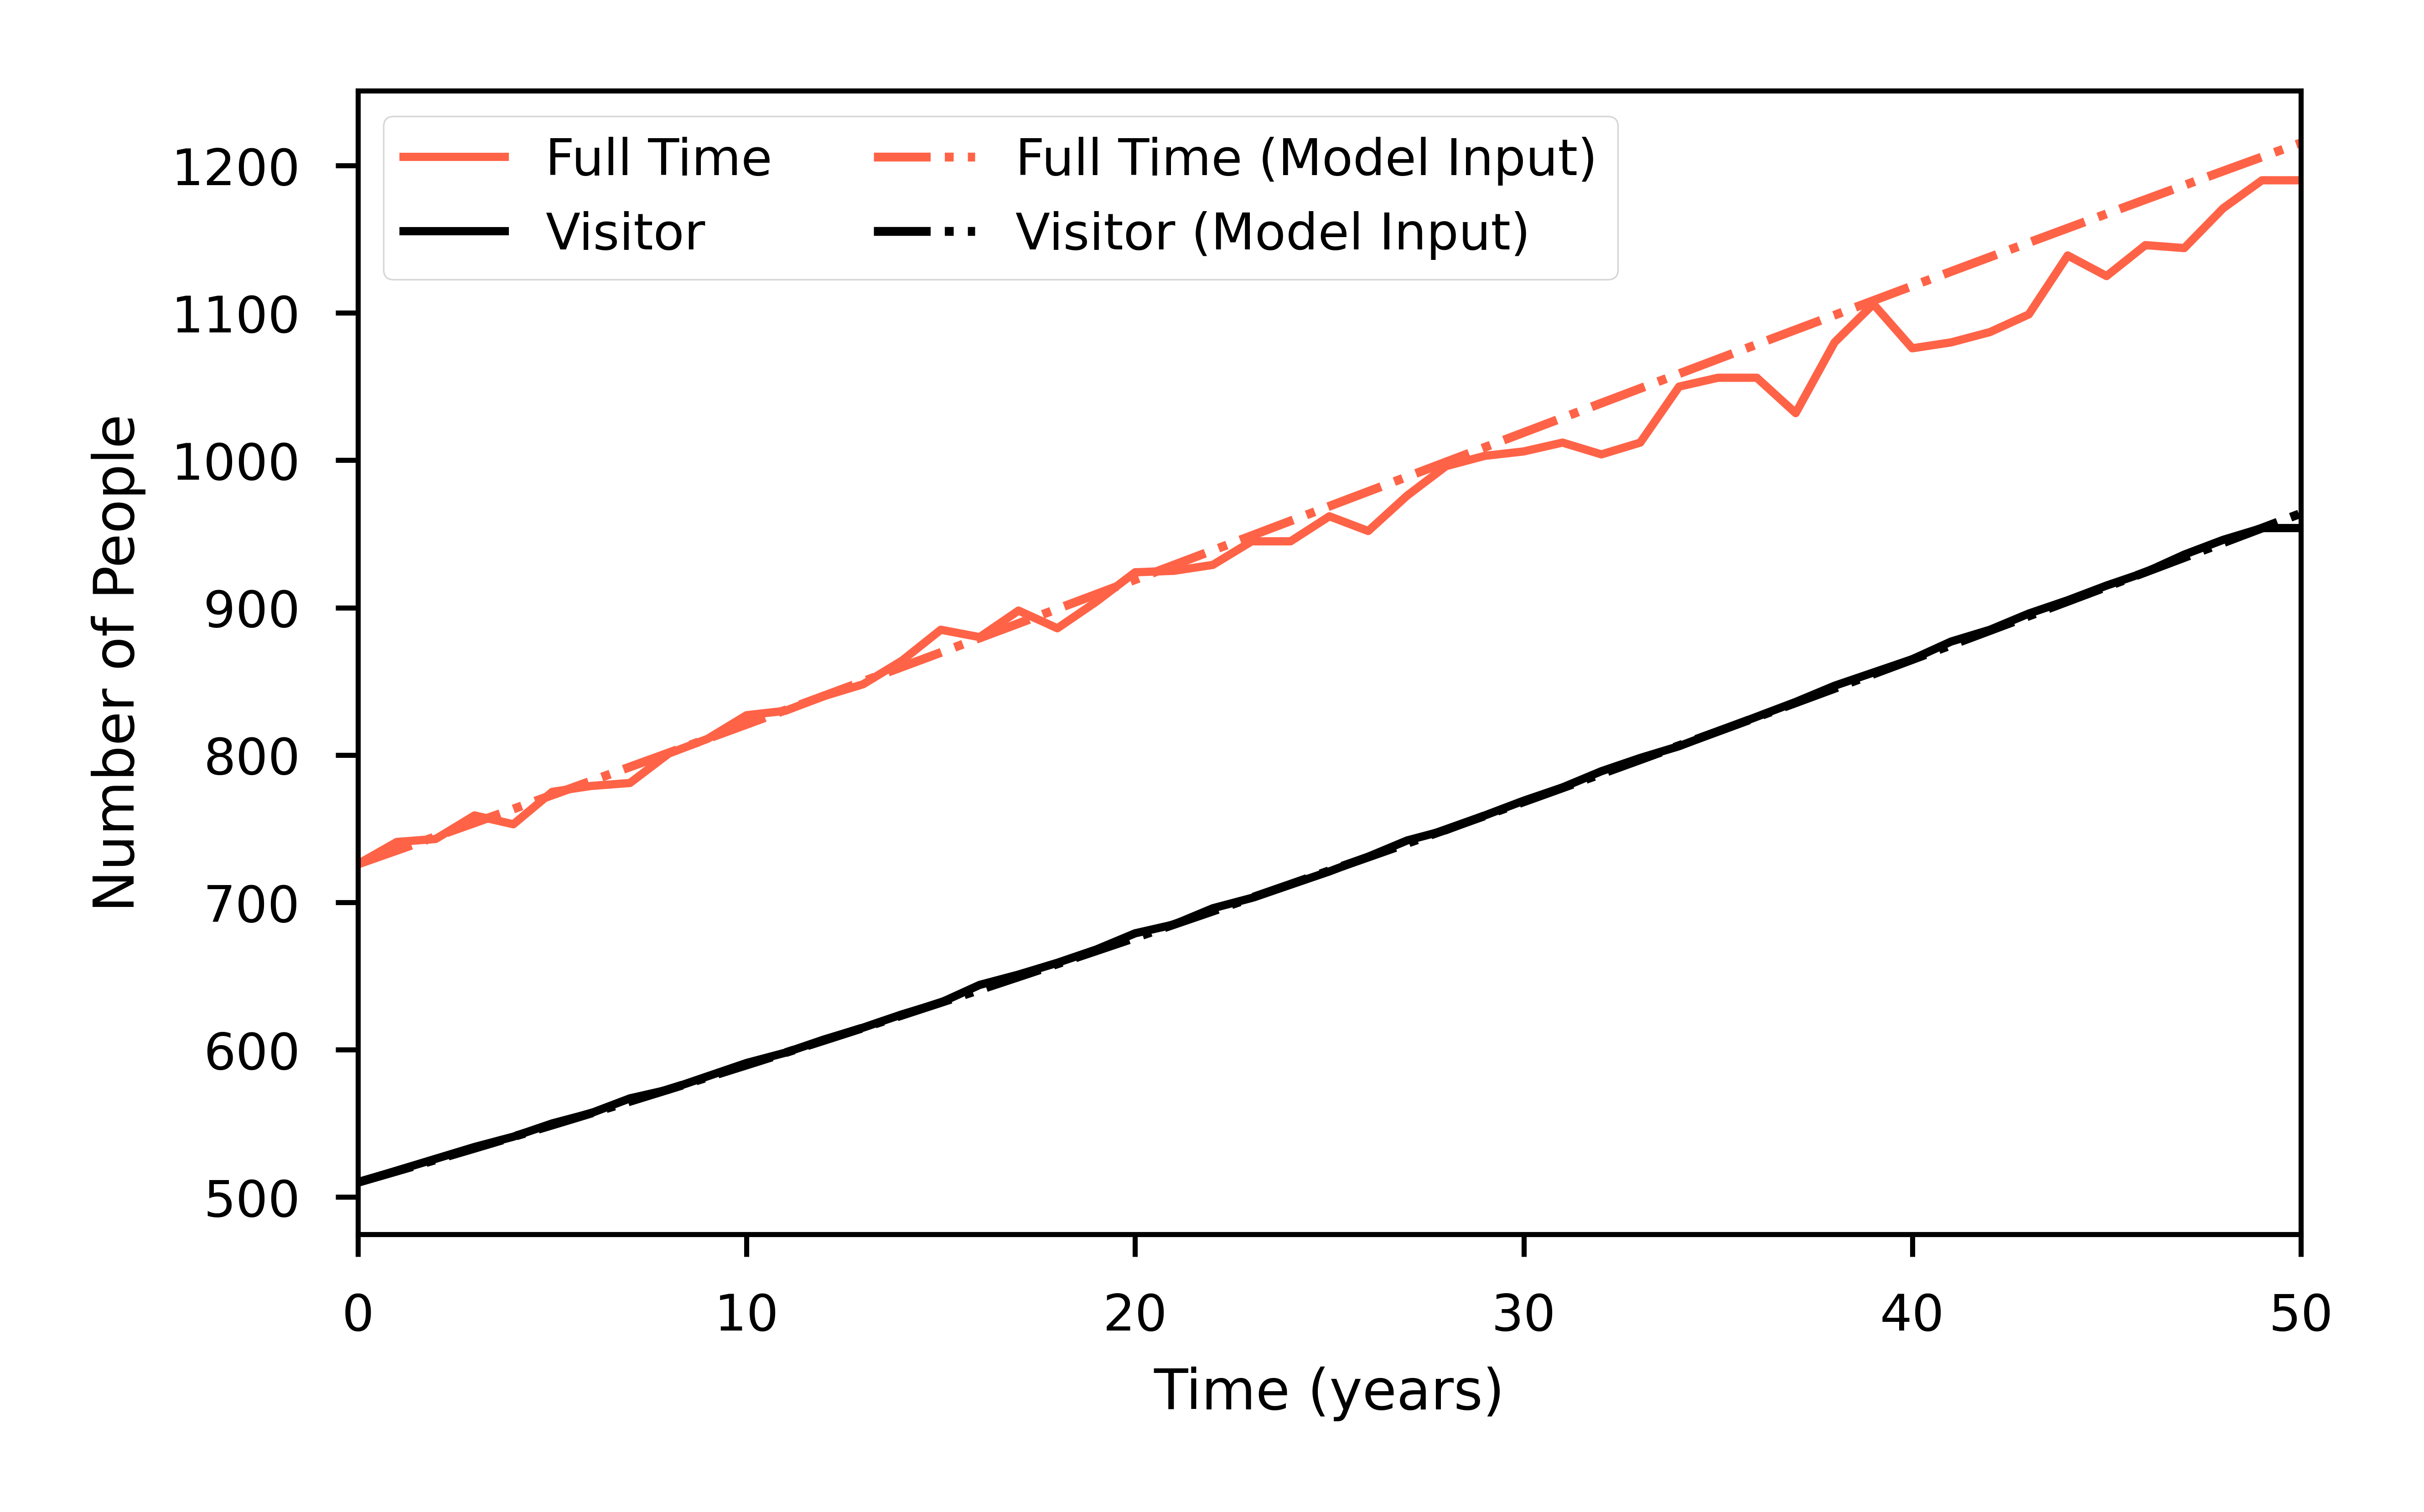 Full Time
Visitor
Full Time (Model Input)
Visitor (Model Input)
Number of People
1200
1100
1000
900
800
700
600
500
0 10 20 30 40 50
Time (years)